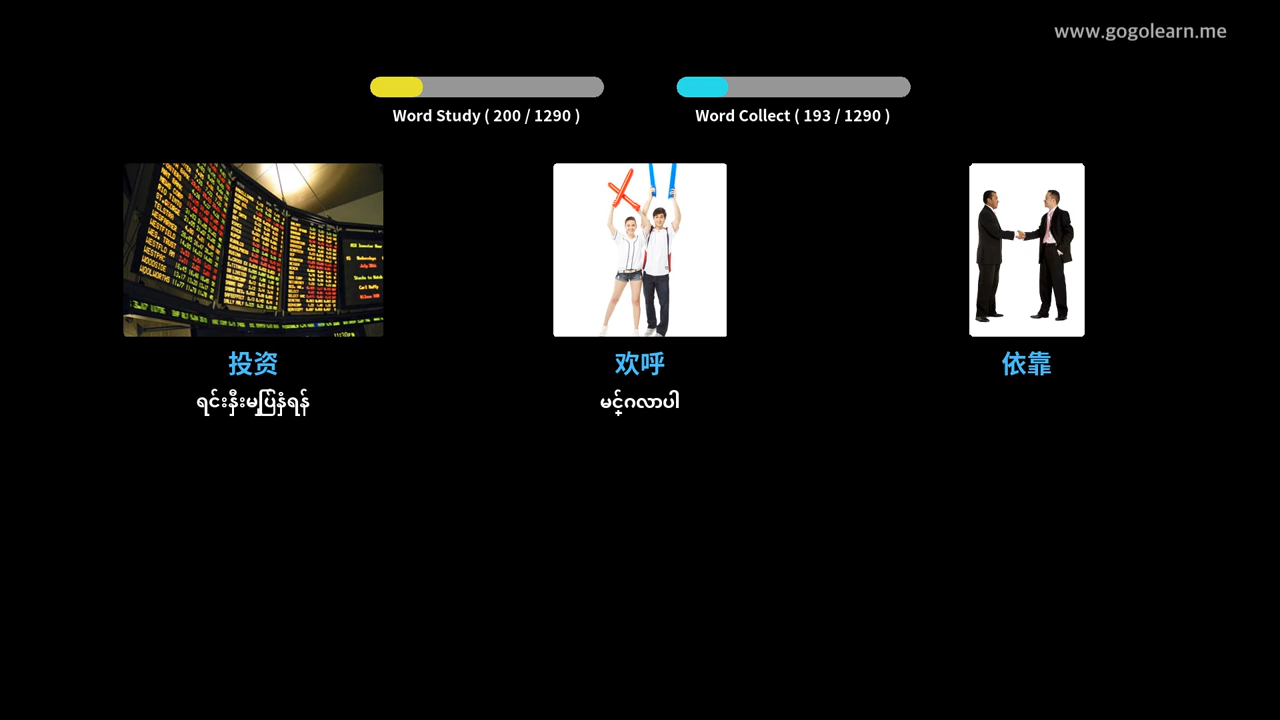 www.gogolearn.me
Word Study ( 200 / 1290 )
Word Collect ( 193 / 1290 )
投资
欢呼
依靠
ရင်းနှီးမှုပြ်နှံရန်
မင်္ဂလာပါ